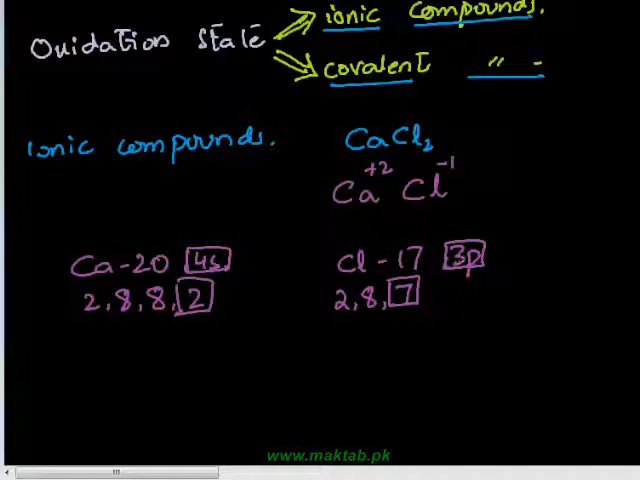 ionic compounds.
Ouidation State
covalent " -
ionic compounds. CaCl₂
Ca⁺² Cl⁻¹
Ca-20 4s Cl-17 3p
2,8,8,2 2,8,7
www.maktab.pk